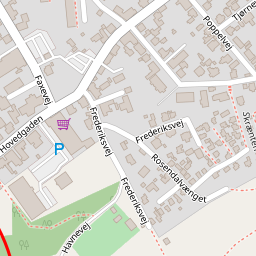 Tjørne
Poppelvej
Faxevej
Hovedgaden
Frederiksvej
Frederiksvej
Skrænten
P
Rosendalvænget
Frederiksvej
Havnevej